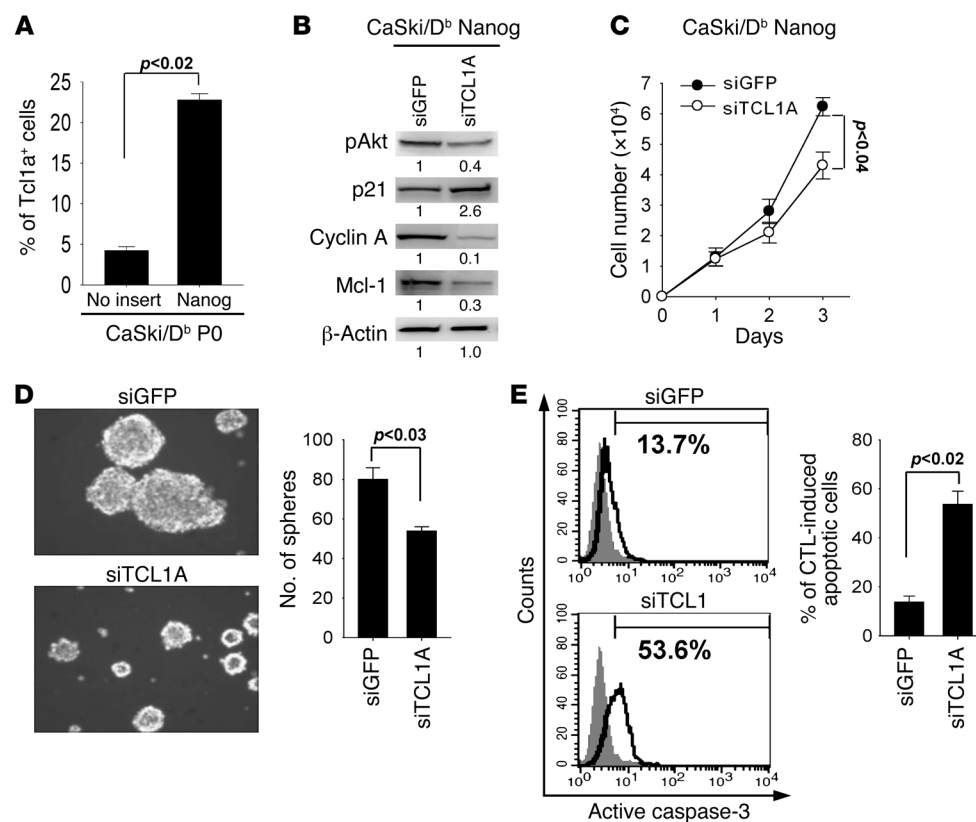 A
p<0.02
% of Tcl1a⁺ cells
25
20
15
10
5
0
No insert Nanog
CaSki/Dᵇ P0
B
CaSki/Dᵇ Nanog
siGFP siTCL1A
pAkt
1 0.4
p21
1 2.6
Cyclin A
1 0.1
Mcl-1
1 0.3
β-Actin
1 1.0
C
CaSki/Dᵇ Nanog
siGFP
siTCL1A
Cell number (×10⁴)
7
6
5
4
3
2
1
0
p<0.04
0 1 2 3
Days
D
siGFP
siTCL1A
No. of spheres
100
80
60
40
20
0
p<0.03
siGFP siTCL1A
E
Counts
siGFP
100
80
60
40
20
0
13.7%
10⁰ 10¹ 10² 10³ 10⁴
siTCL1
100
80
60
40
20
0
53.6%
10⁰ 10¹ 10² 10³ 10⁴
Active caspase-3
% of CTL-induced
apoptotic cells
80
60
40
20
0
p<0.02
siGFP siTCL1A